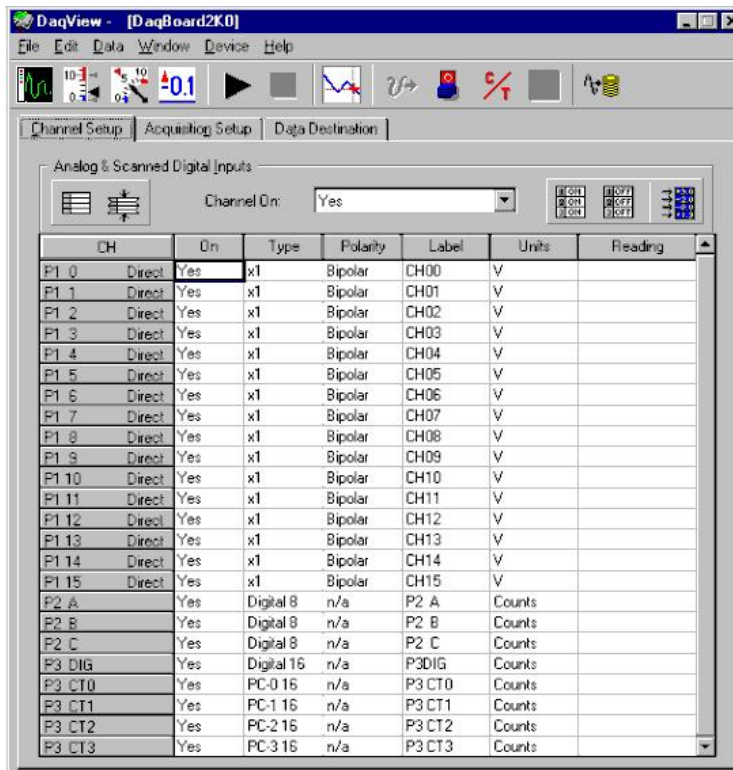 DaqView - [DaqBoard2K0]
File Edit Data Window Device Help
Channel Setup Acquisition Setup Data Destination
Analog & Scanned Digital Inputs
Channel On: Yes
CH On Type Polarity Label Units Reading
P1 0 Direct Yes x1 Bipolar CH00 V
P1 1 Direct Yes x1 Bipolar CH01 V
P1 2 Direct Yes x1 Bipolar CH02 V
P1 3 Direct Yes x1 Bipolar CH03 V
P1 4 Direct Yes x1 Bipolar CH04 V
P1 5 Direct Yes x1 Bipolar CH05 V
P1 6 Direct Yes x1 Bipolar CH06 V
P1 7 Direct Yes x1 Bipolar CH07 V
P1 8 Direct Yes x1 Bipolar CH08 V
P1 9 Direct Yes x1 Bipolar CH09 V
P1 10 Direct Yes x1 Bipolar CH10 V
P1 11 Direct Yes x1 Bipolar CH11 V
P1 12 Direct Yes x1 Bipolar CH12 V
P1 13 Direct Yes x1 Bipolar CH13 V
P1 14 Direct Yes x1 Bipolar CH14 V
P1 15 Direct Yes x1 Bipolar CH15 V
P2 A Yes Digital 8 n/a P2 A Counts
P2 B Yes Digital 8 n/a P2 B Counts
P2 C Yes Digital 8 n/a P2 C Counts
P3 DIG Yes Digital 16 n/a P3DIG Counts
P3 CT0 Yes PC-0 16 n/a P3 CT0 Counts
P3 CT1 Yes PC-1 16 n/a P3 CT1 Counts
P3 CT2 Yes PC-2 16 n/a P3 CT2 Counts
P3 CT3 Yes PC-3 16 n/a P3 CT3 Counts